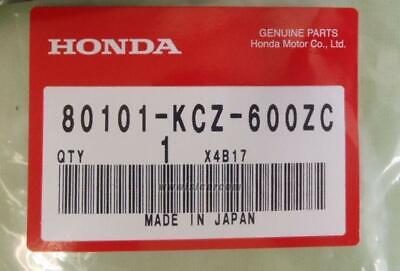 HONDA
GENUINE PARTS
Honda Motor Co., Ltd.
80101-KCZ-600ZC
QTY 1 X4B17
MADE IN JAPAN